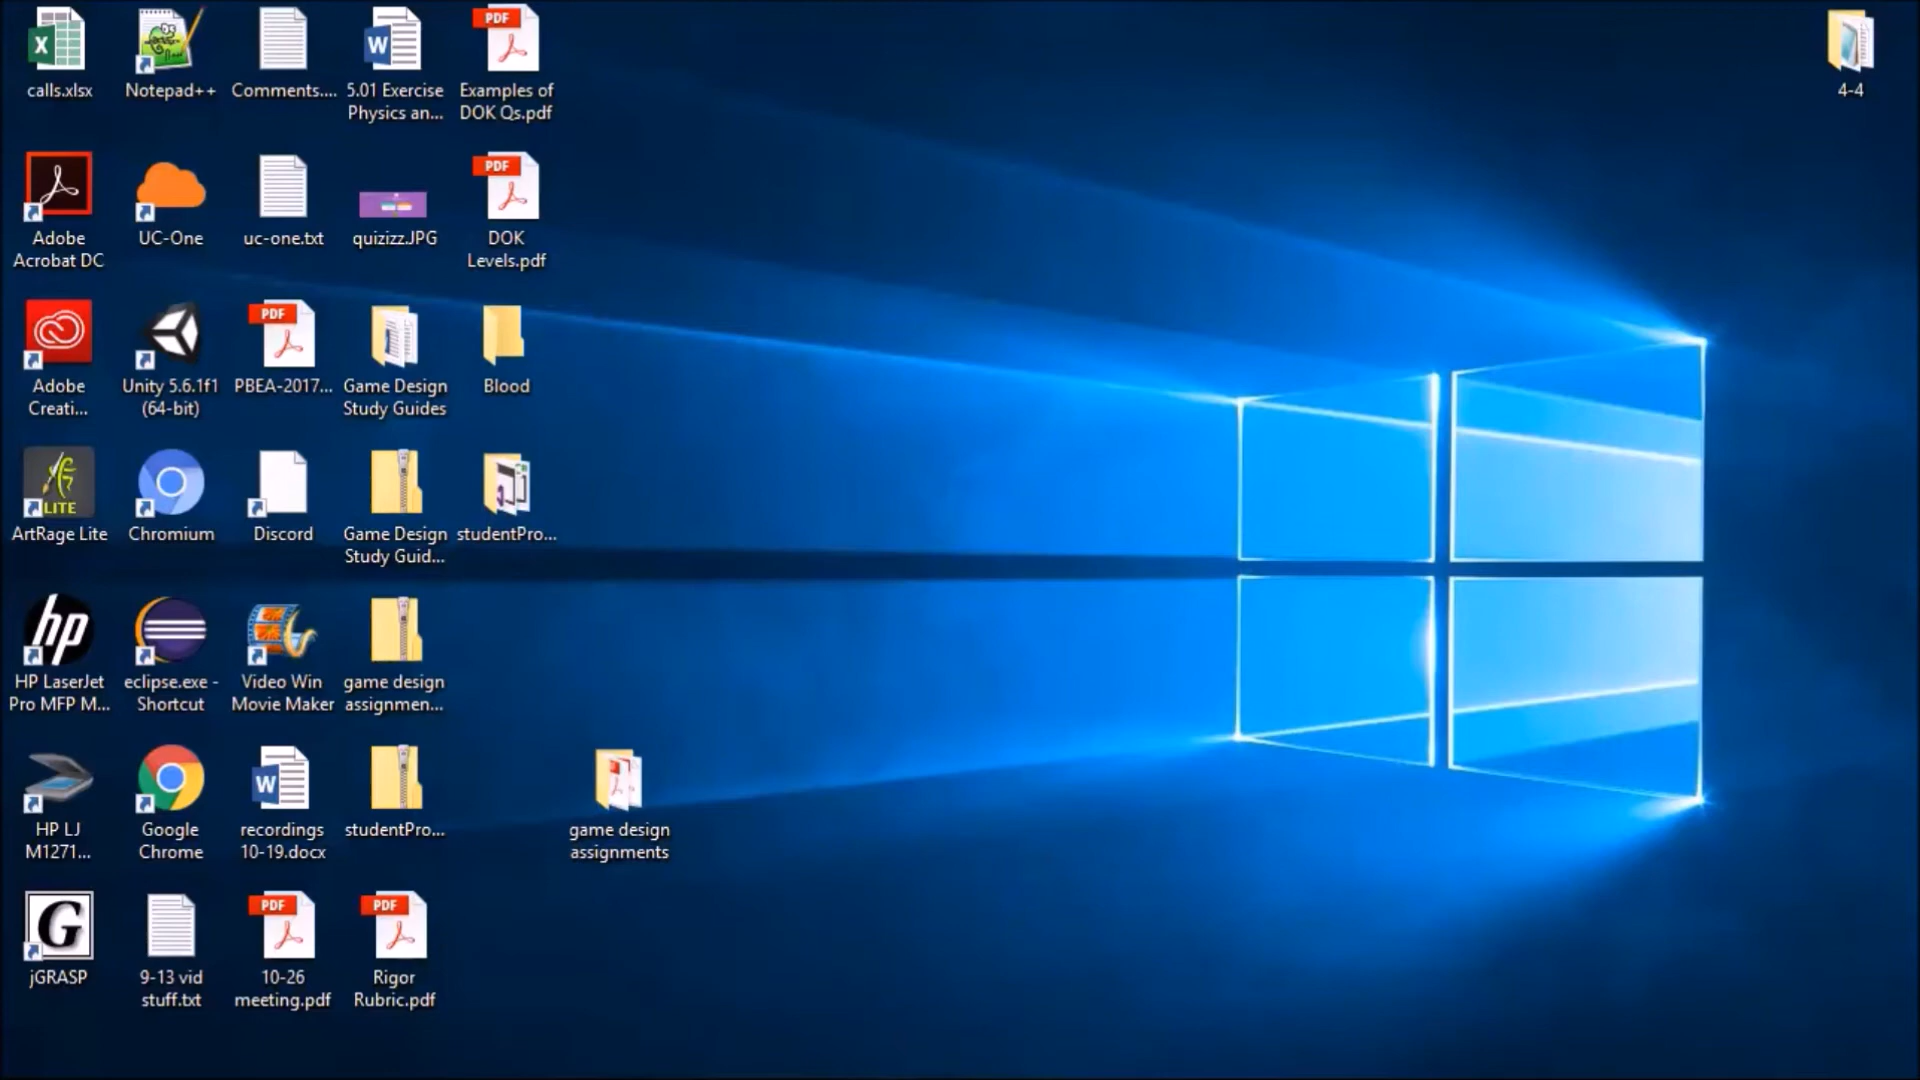 calls.xlsx
Notepad++
Comments....
5.01 Exercise
Physics an...
PDF
Examples of
DOK Qs.pdf
4-4
Adobe
Acrobat DC
UC-One
uc-one.txt
quizizz.JPG
PDF
DOK
Levels.pdf
Adobe
Creati...
Unity 5.6.1f1
(64-bit)
PDF
PBEA-2017...
Game Design
Study Guides
Blood
LITE
ArtRage Lite
Chromium
Discord
Game Design
Study Guid...
studentPro...
hp
HP LaserJet
Pro MFP M...
eclipse.exe -
Shortcut
Video Win
Movie Maker
game design
assignmen...
HP LJ
M1271...
Google
Chrome
recordings
10-19.docx
studentPro...
game design
assignments
G
jGRASP
9-13 vid
stuff.txt
PDF
10-26
meeting.pdf
PDF
Rigor
Rubric.pdf